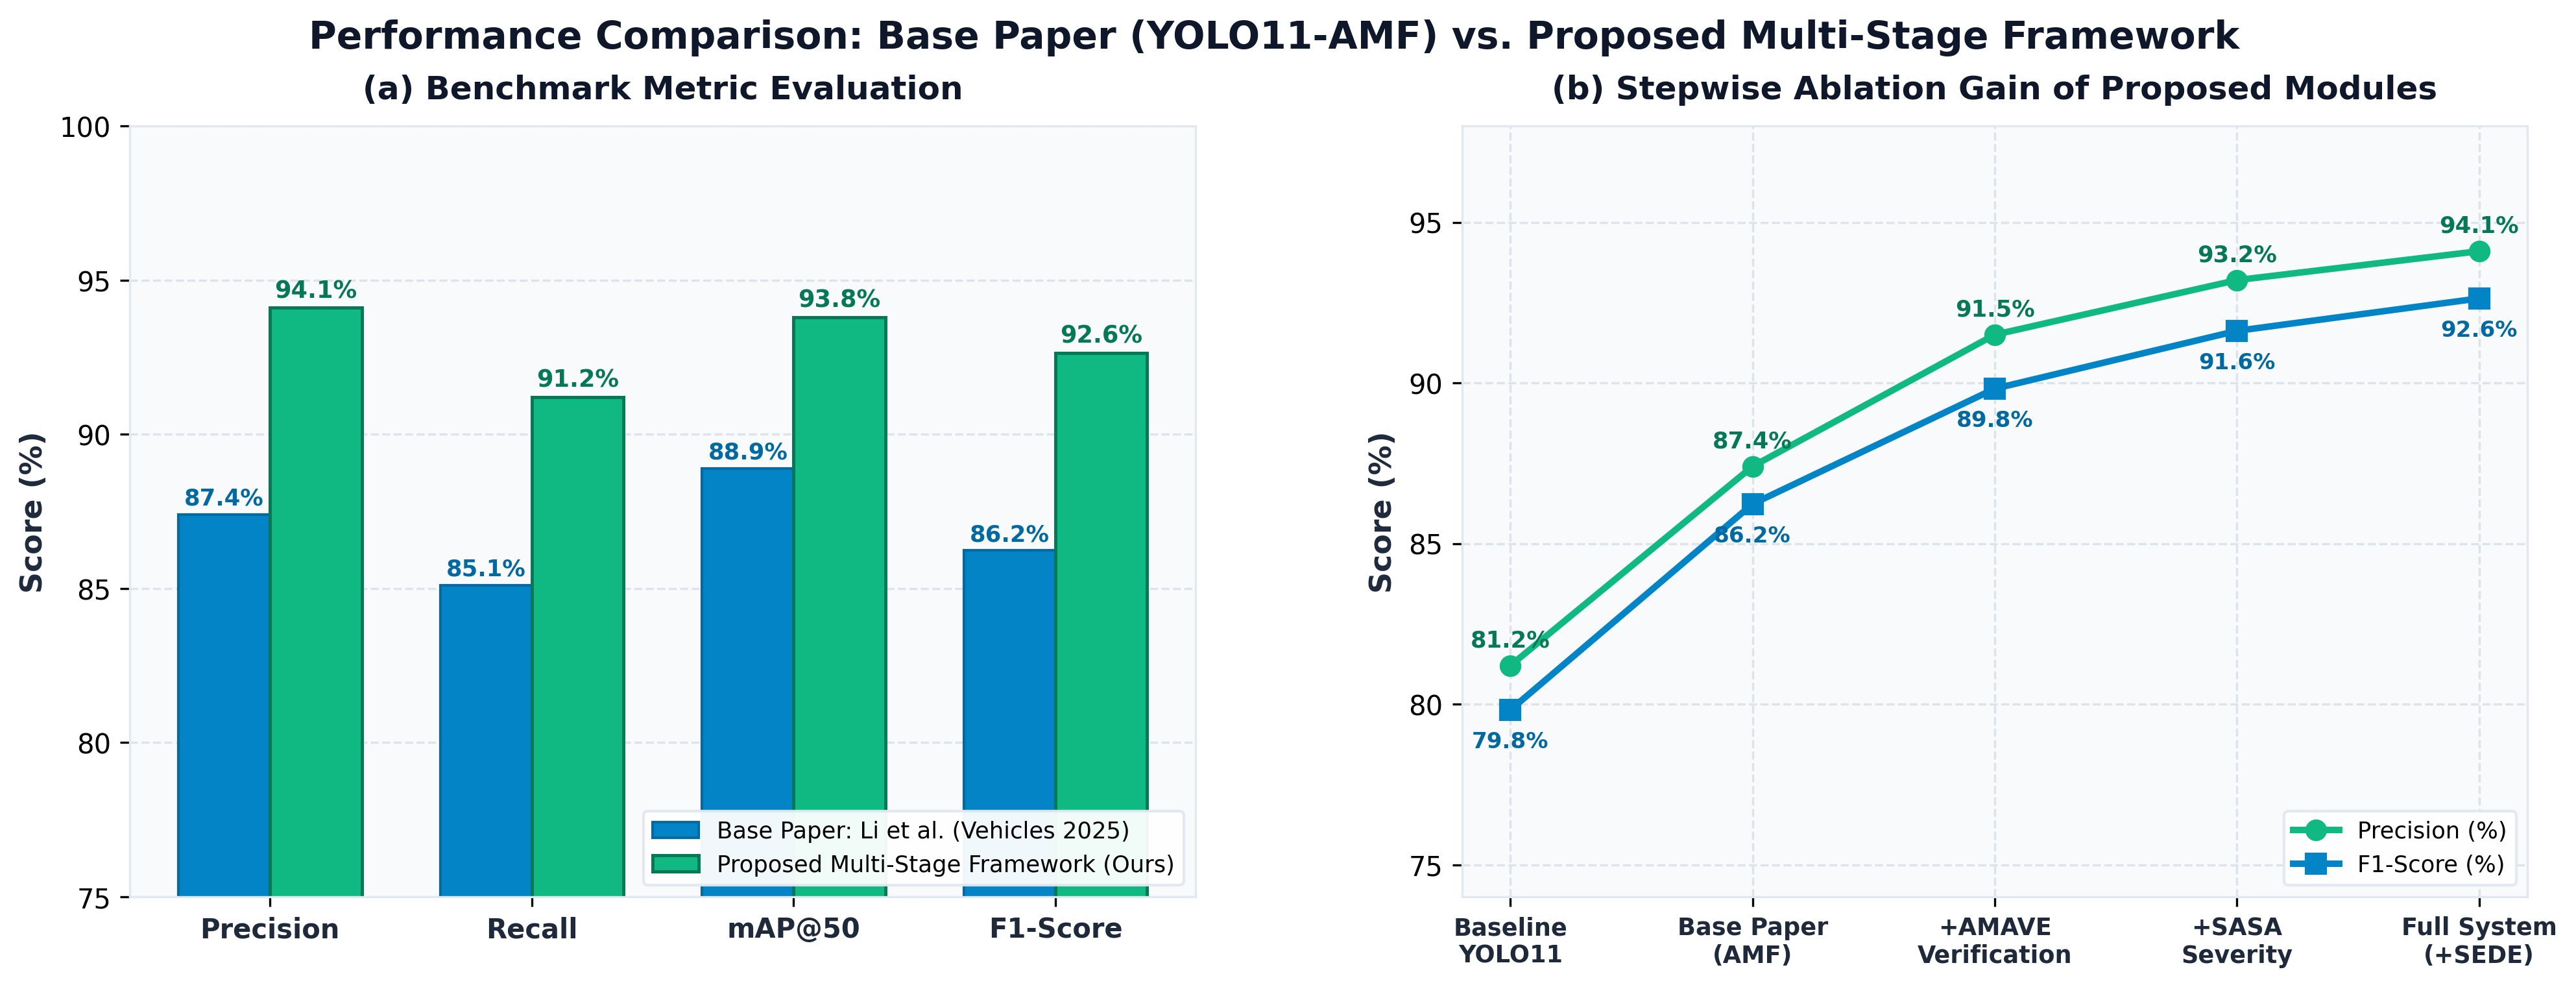 Performance Comparison: Base Paper (YOLO11-AMF) vs. Proposed Multi-Stage Framework
(a) Benchmark Metric Evaluation
Score (%)
100
95
90
85
80
75
87.4%
94.1%
85.1%
91.2%
88.9%
93.8%
86.2%
92.6%
Base Paper: Li et al. (Vehicles 2025)
Proposed Multi-Stage Framework (Ours)
Precision
Recall
mAP@50
F1-Score
(b) Stepwise Ablation Gain of Proposed Modules
Score (%)
95
90
85
80
75
81.2%
87.4%
91.5%
93.2%
94.1%
79.8%
86.2%
89.8%
91.6%
92.6%
Precision (%)
F1-Score (%)
Baseline
YOLO11
Base Paper
(AMF)
+AMAVE
Verification
+SASA
Severity
Full System
(+SEDE)